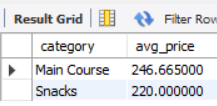 Result Grid Filter Row
category avg_price
Main Course 246.665000
Snacks 220.000000